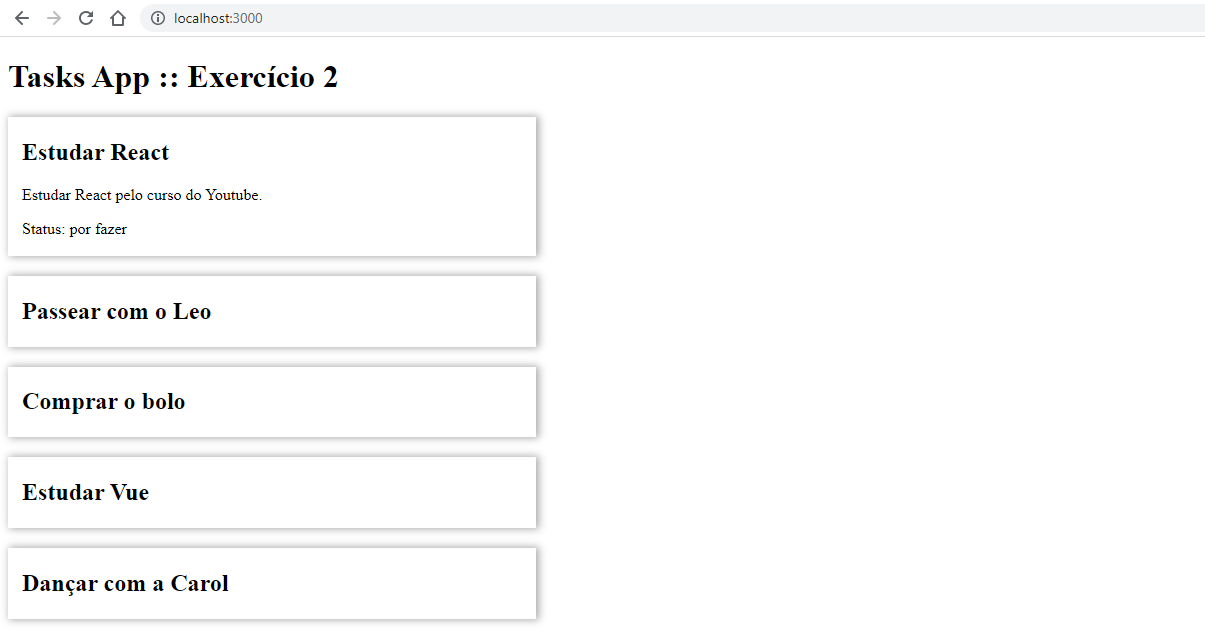 localhost:3000
Tasks App :: Exercício 2
Estudar React
Estudar React pelo curso do Youtube.
Status: por fazer
Passear com o Leo
Comprar o bolo
Estudar Vue
Dançar com a Carol